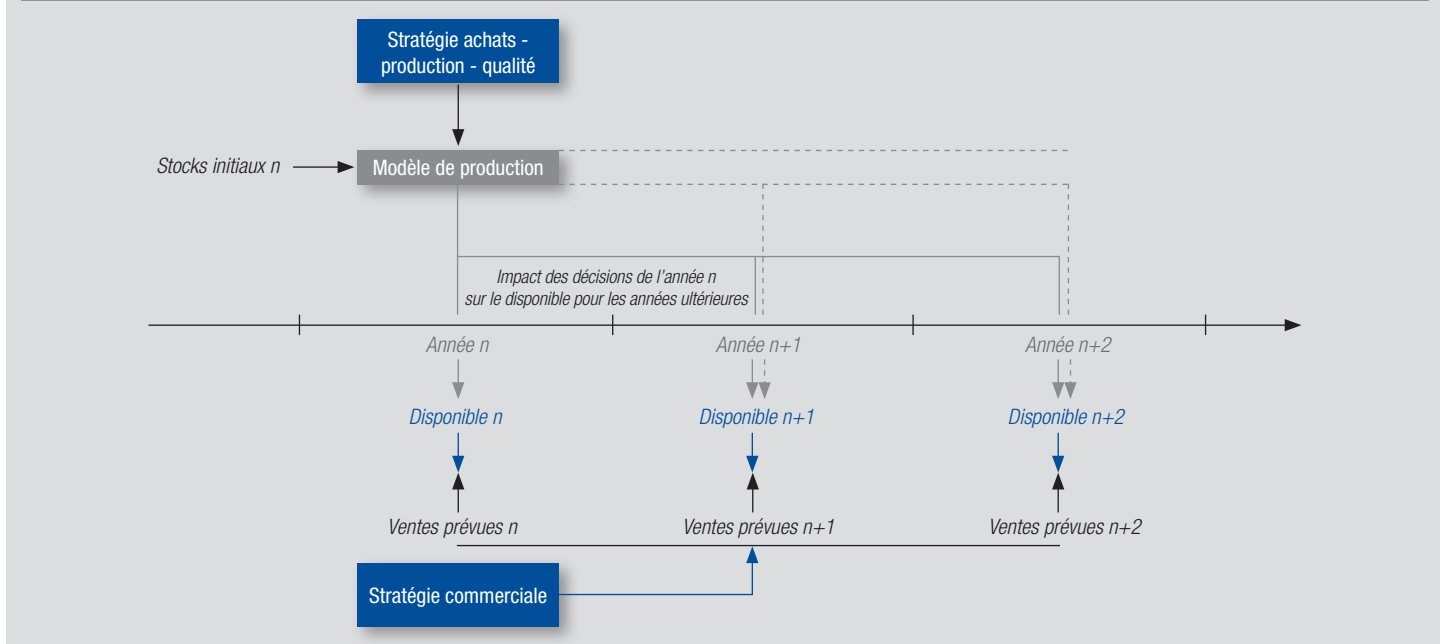 Stratégie achats -
production - qualité
Stocks initiaux n
Modèle de production
Impact des décisions de l'année n
sur le disponible pour les années ultérieures
Année n
Année n+1
Année n+2
Disponible n
Disponible n+1
Disponible n+2
Ventes prévues n
Ventes prévues n+1
Ventes prévues n+2
Stratégie commerciale